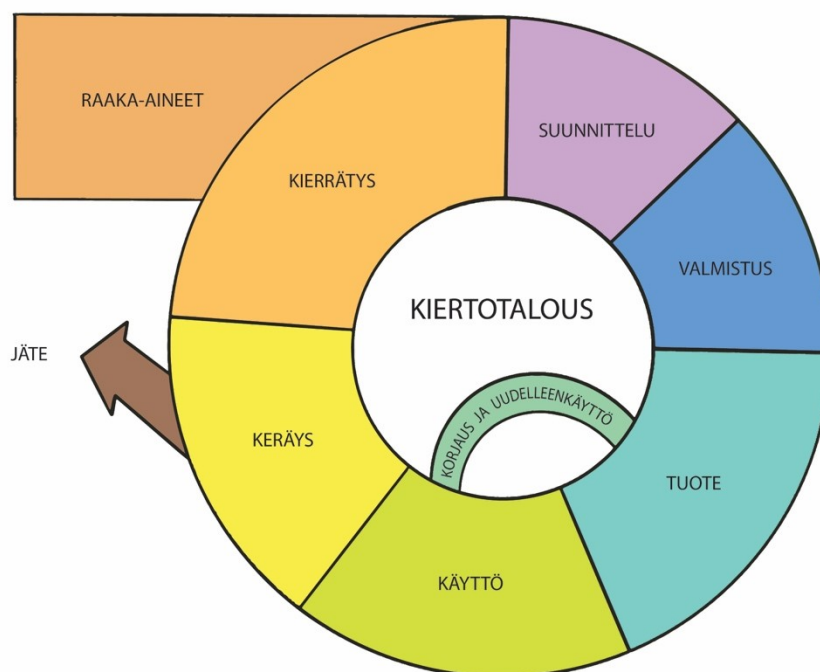 RAAKA-AINEET
SUUNNITTELU
KIERRÄTYS
VALMISTUS
KIERTOTALOUS
JÄTE
KORJAUS JA UUDELLEENKÄYTTÖ
KERÄYS
TUOTE
KÄYTTÖ